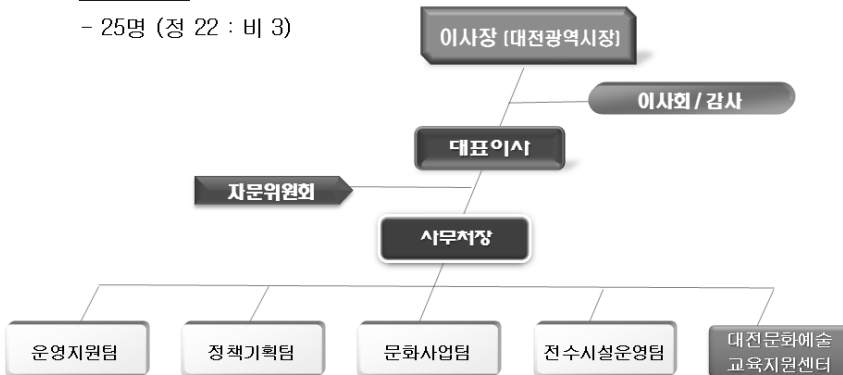 - 25명 (정 22 : 비 3)
이사장 (대전광역시장)
이사회 / 감사
대표이사
자문위원회
사무처장
운영지원팀
정책기획팀
문화사업팀
전수시설운영팀
대전문화예술
교육지원센터